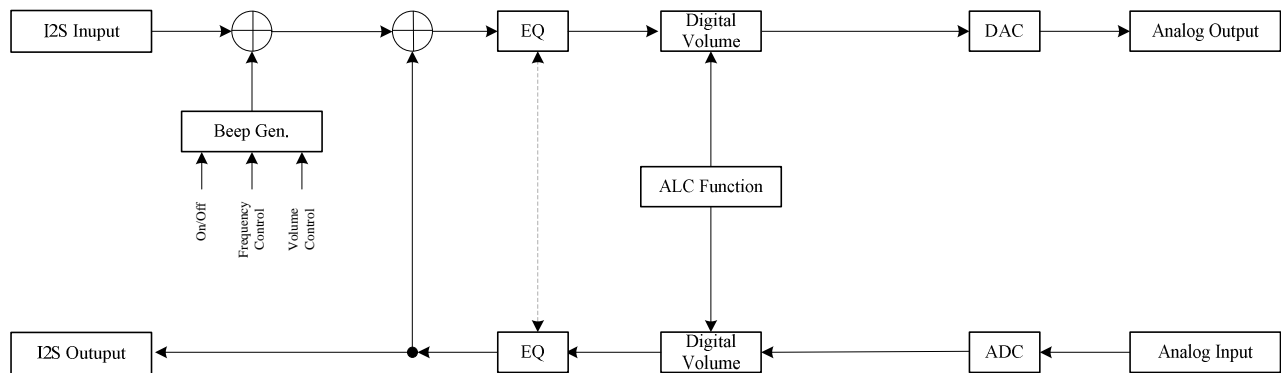 I2S Inuput
EQ
Digital
Volume
DAC
Analog Output
Beep Gen.
On/Off
Frequency
Control
Volume
Control
ALC Function
I2S Outuput
EQ
Digital
Volume
ADC
Analog Input